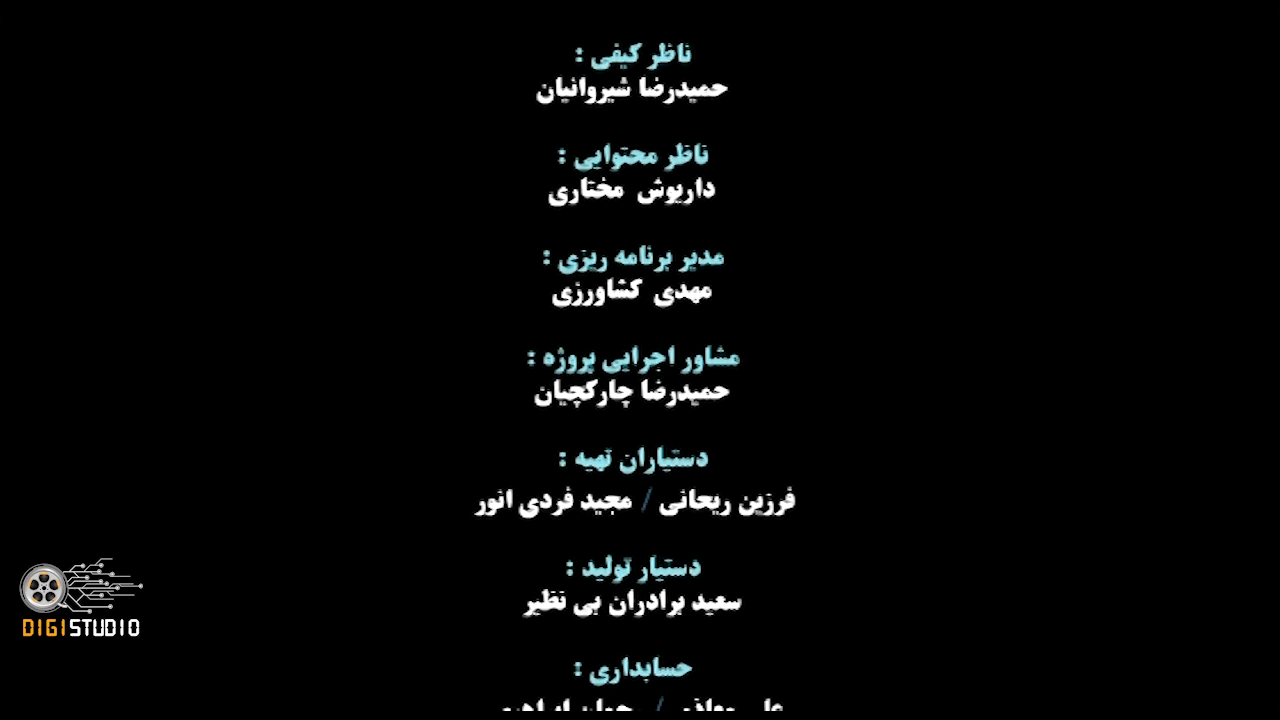 ناظر کیفی :
حمیدرضا شیروانیان
ناظر محتوایی :
داریوش مختاری
مدیر برنامه ریزی :
مهدی کشاورزی
مشاور اجرایی پروژه :
حمیدرضا چارکچیان
دستیاران تهیه :
فرزین ریحانی / مجید فردی انور
دستیار تولید :
سعید برادران بی نظیر
حسابداری :
DIGISTUDIO